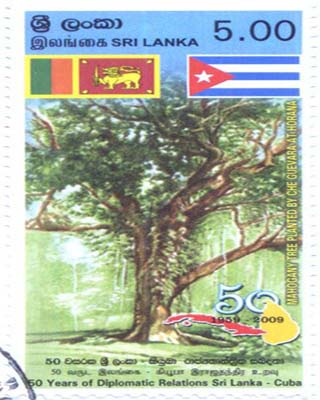 ශ්‍රී ලංකා
இலங்கை SRI LANKA
5.00
MAHOGANY TREE PLANTED BY CHE GUEVARA AT HORANA
50
1959 - 2009
50 වසරක ශ්‍රී ලංකා - කියුබා රාජ්‍යතාන්ත්‍රික සබඳතා
50 வருட இலங்கை - கியூபா இராஜதந்திர உறவு
50 Years of Diplomatic Relations Sri Lanka - Cuba